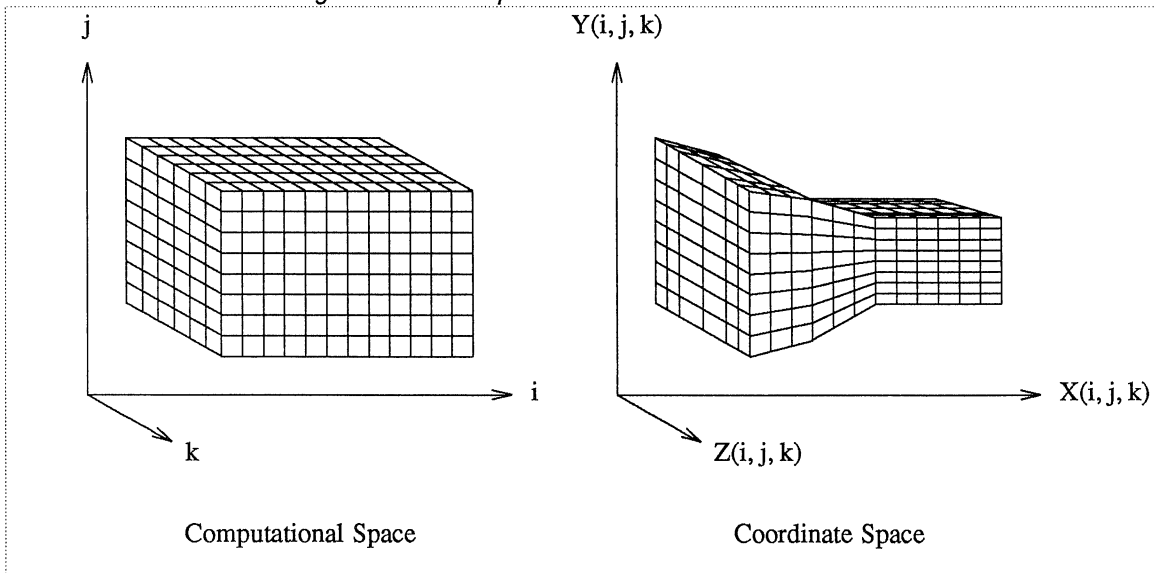 j
Y(i, j, k)
i
X(i, j, k)
k
Z(i, j, k)
Computational Space
Coordinate Space